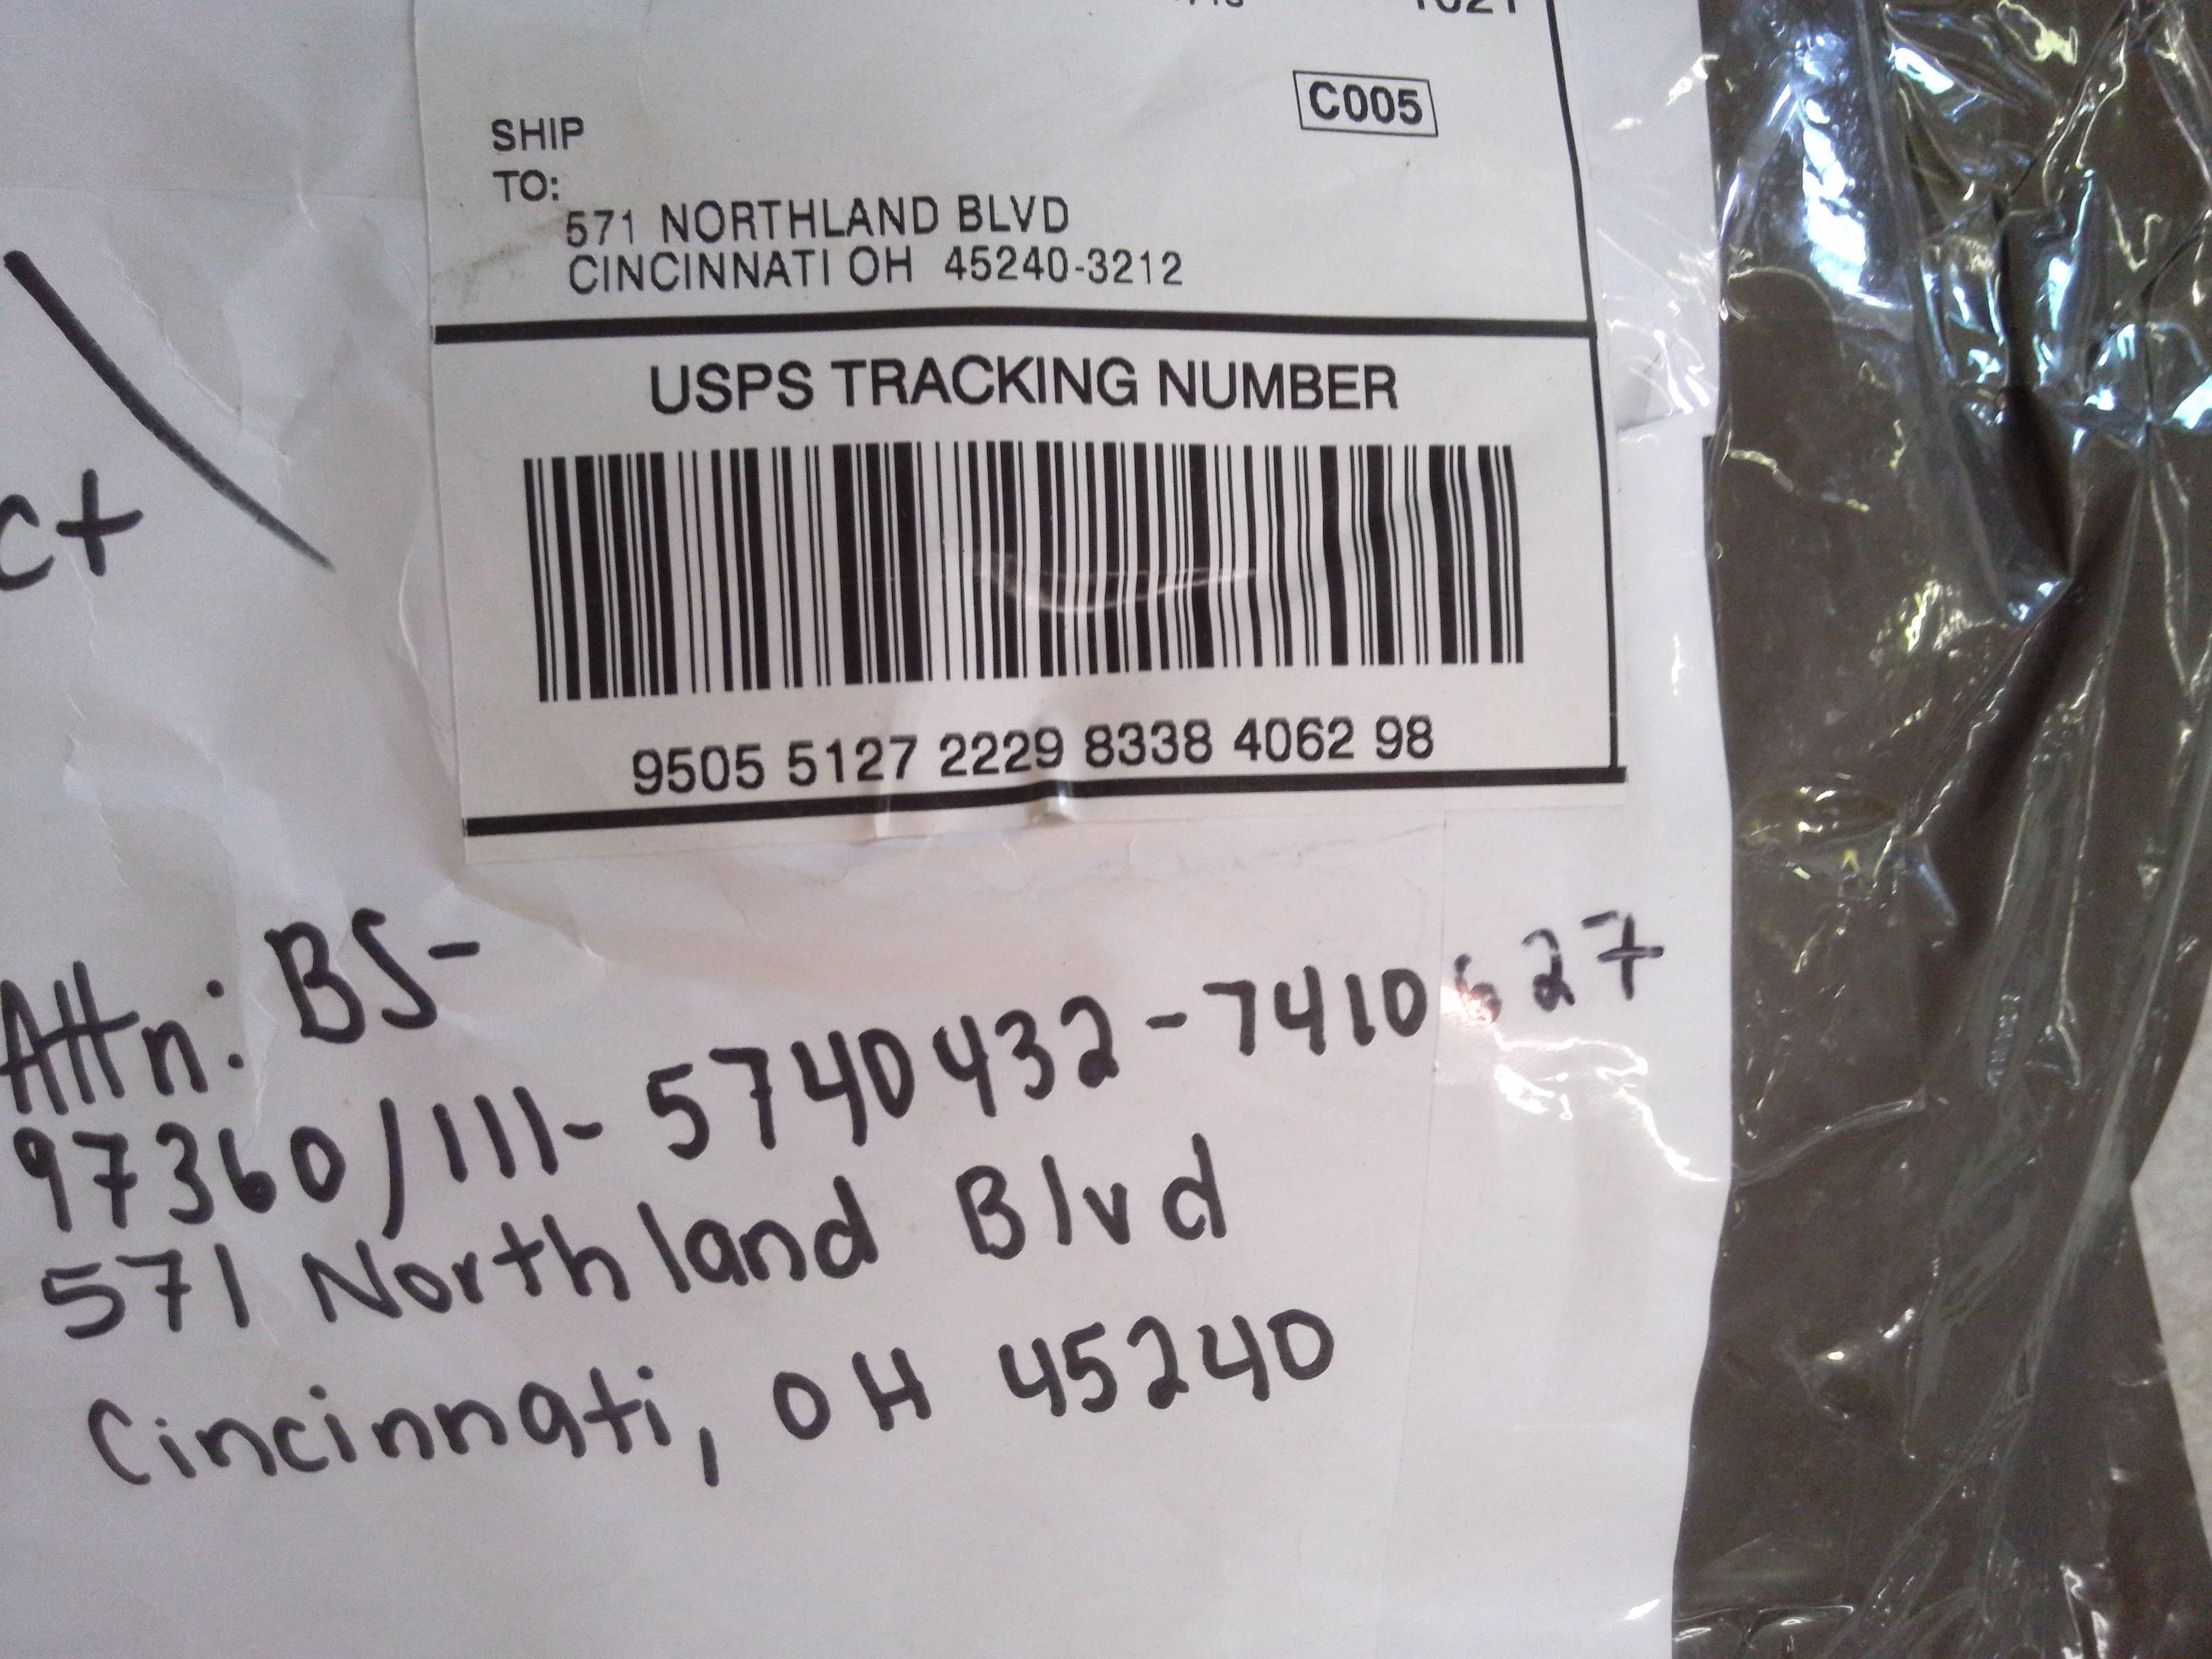 C005
SHIP
TO:
571 NORTHLAND BLVD
CINCINNATI OH 45240-3212
USPS TRACKING NUMBER
9505 5127 2229 8338 4062 98
ct
Attn: BS-
97360/111-5740432-7410627
571 Northland Blvd
Cincinnati, OH 45240